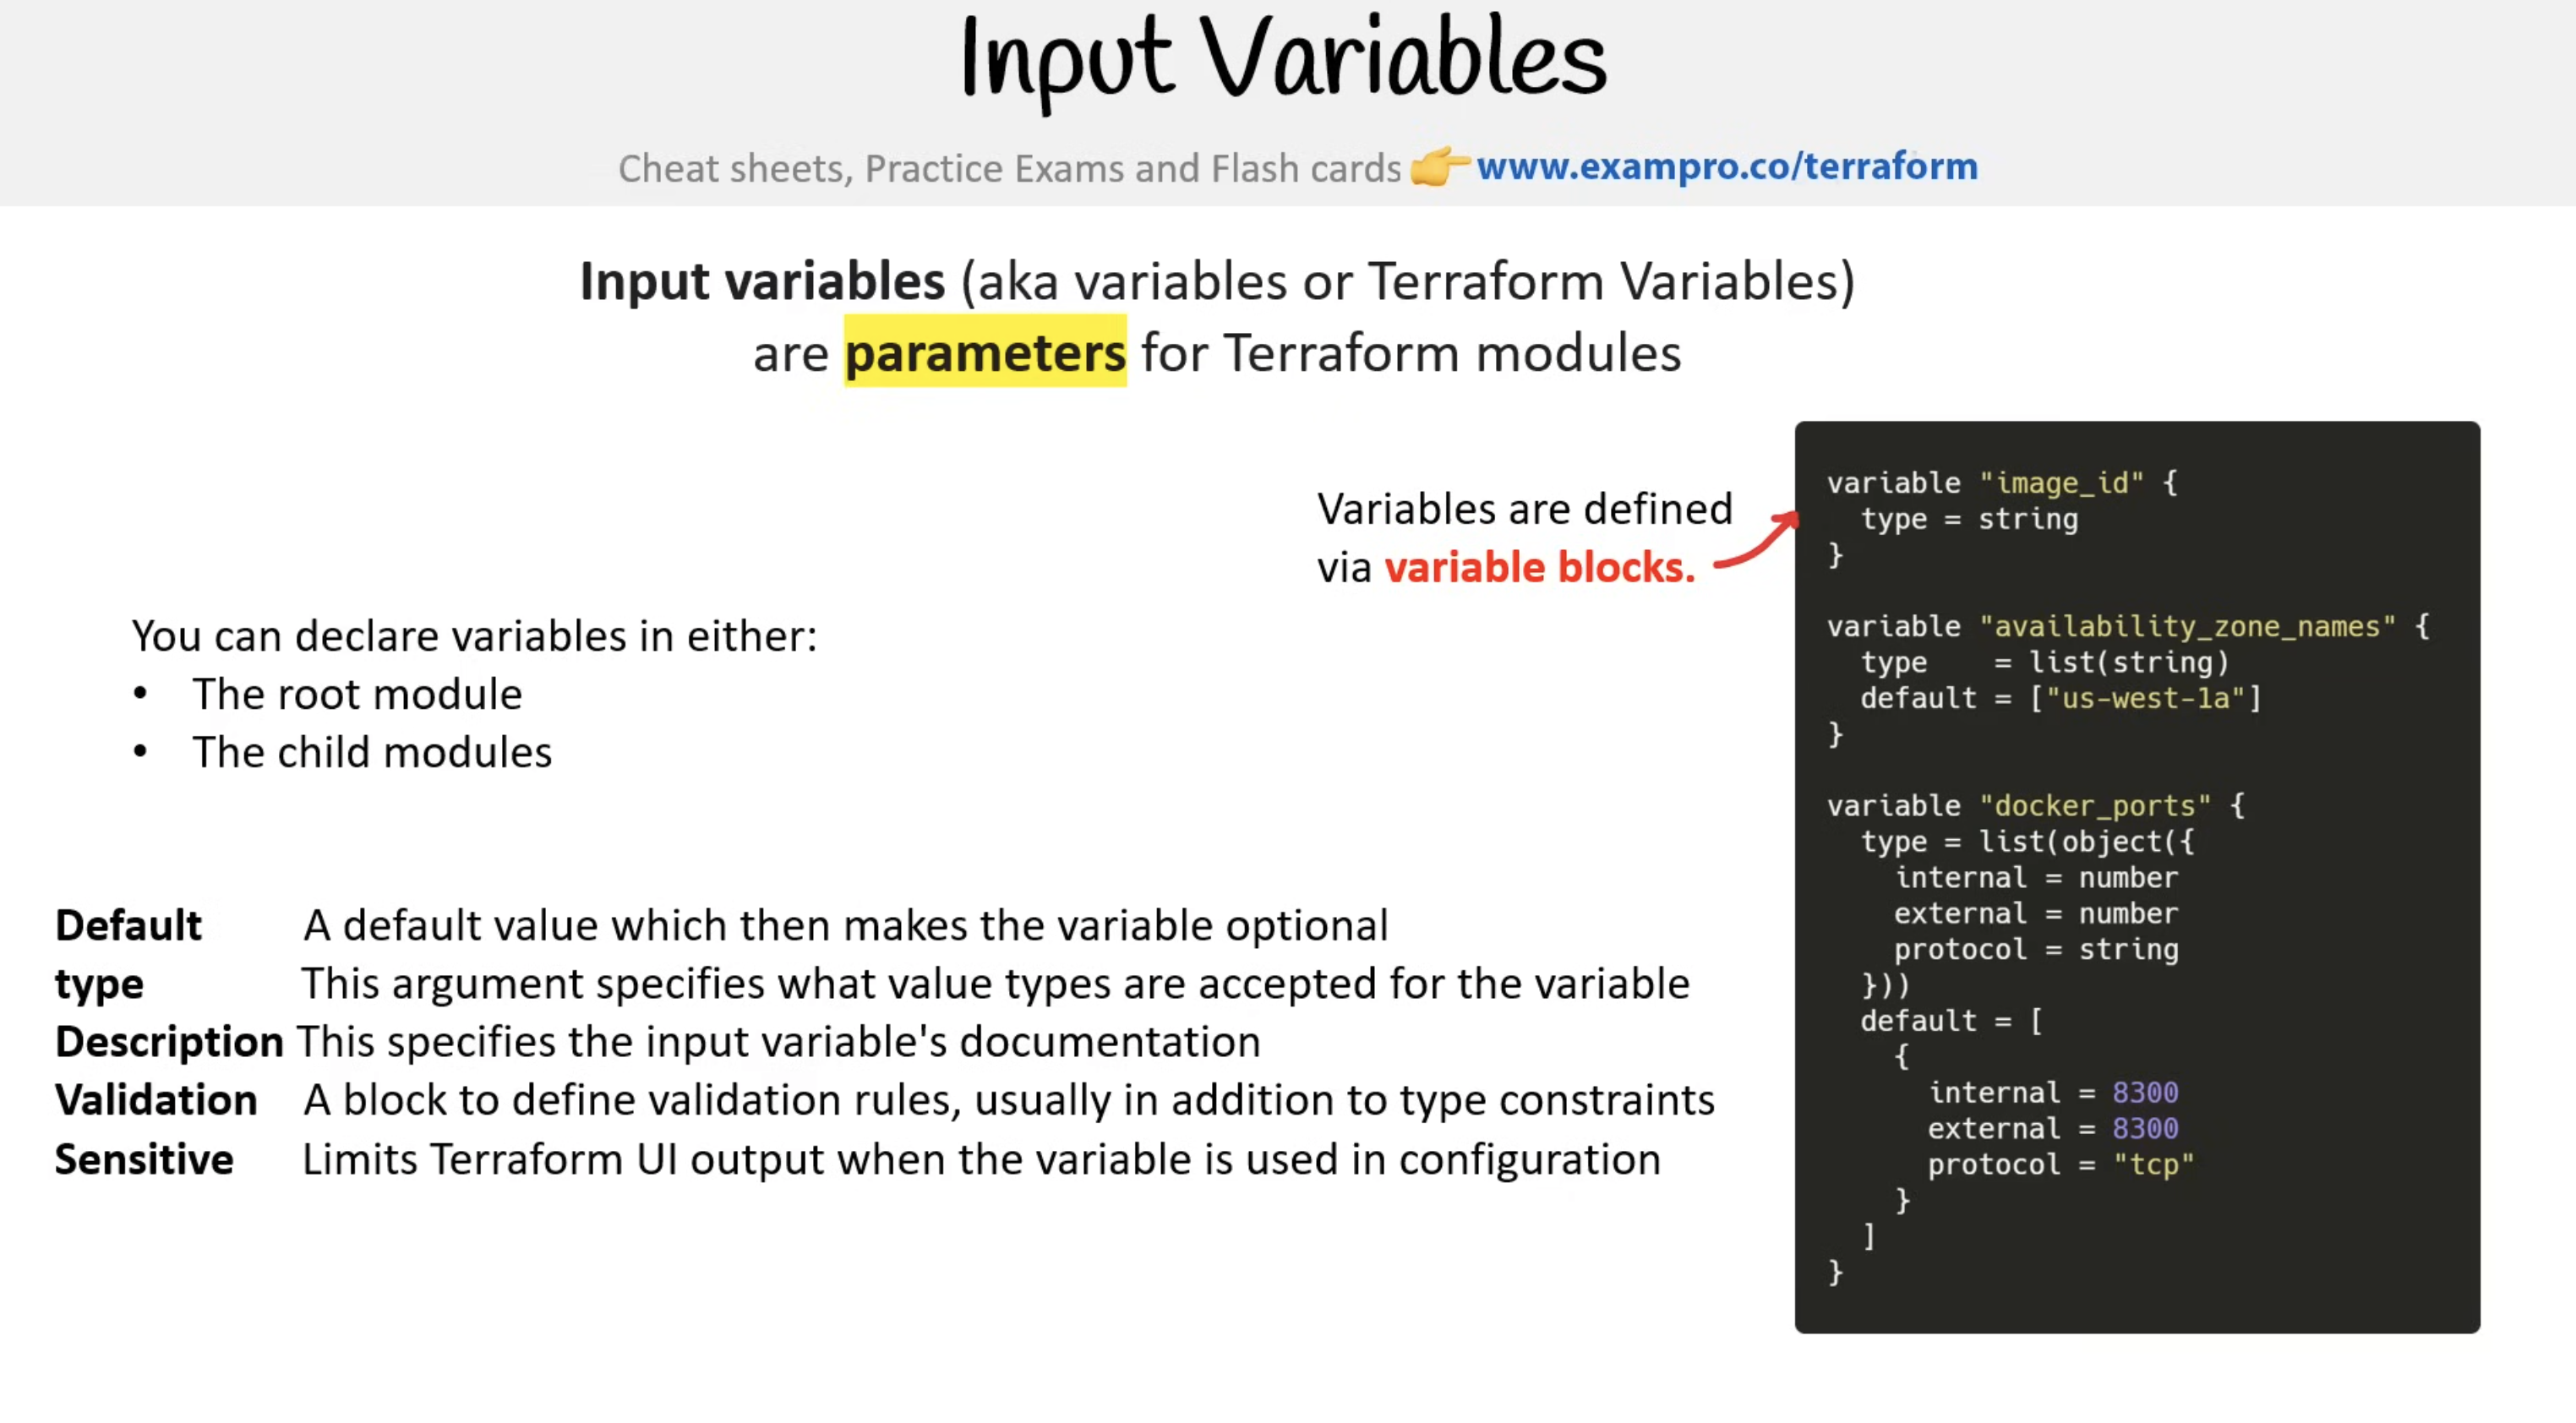 Input Variables
Cheat sheets, Practice Exams and Flash cards 👉www.exampro.co/terraform
Input variables (aka variables or Terraform Variables)
are parameters for Terraform modules
Variables are defined
via variable blocks.
You can declare variables in either:
• The root module
• The child modules
Default A default value which then makes the variable optional
type This argument specifies what value types are accepted for the variable
Description This specifies the input variable's documentation
Validation A block to define validation rules, usually in addition to type constraints
Sensitive Limits Terraform UI output when the variable is used in configuration
variable "image_id" {
  type = string
}
variable "availability_zone_names" {
  type    = list(string)
  default = ["us-west-1a"]
}
variable "docker_ports" {
  type = list(object({
    internal = number
    external = number
    protocol = string
  }))
  default = [
    {
      internal = 8300
      external = 8300
      protocol = "tcp"
    }
  ]
}